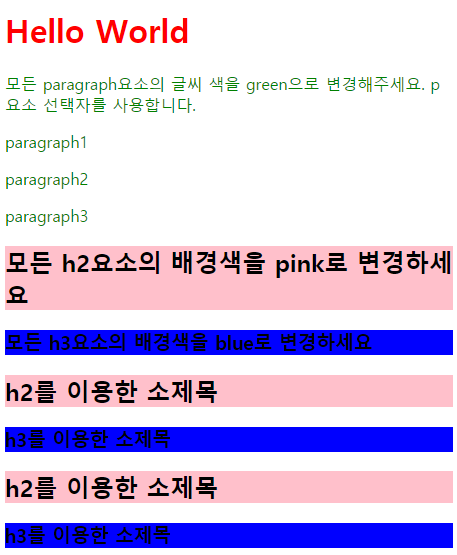 Hello World
모든 paragraph요소의 글씨 색을 green으로 변경해주세요. p
요소 선택자를 사용합니다.
paragraph1
paragraph2
paragraph3
모든 h2요소의 배경색을 pink로 변경하세
요
모든 h3요소의 배경색을 blue로 변경하세요
h2를 이용한 소제목
h3를 이용한 소제목
h2를 이용한 소제목
h3를 이용한 소제목